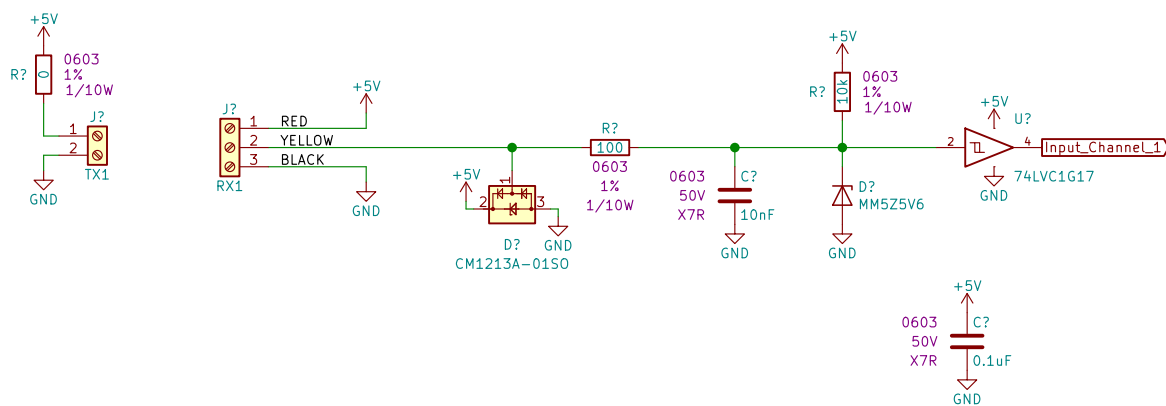 +5V
R?
0
0603
1%
1/10W
J?
1
2
TX1
GND
J?
1
2
3
RX1
RED
YELLOW
BLACK
+5V
GND
+5V
1
2
3
D?
CM1213A-01SO
GND
R?
100
0603
1%
1/10W
0603
50V
X7R
C?
10nF
GND
+5V
R?
10k
0603
1%
1/10W
D?
MM5Z5V6
GND
+5V
U?
2
4
74LVC1G17
GND
Input_Channel_1
+5V
0603
50V
X7R
C?
0.1uF
GND